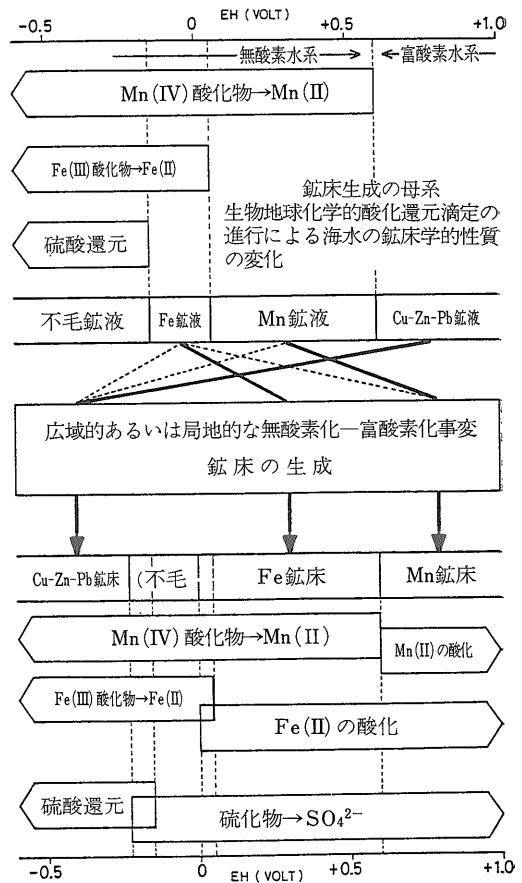 EH (VOLT)
-0.5 0 +0.5 +1.0
無酸素水系 富酸素水系
Mn(IV)酸化物→Mn(II)
Fe(III)酸化物→Fe(II)
硫酸還元
鉱床生成の母系
生物地球化学的酸化還元滴定の
進行による海水の鉱床学的性質
の変化
不毛鉱液 Fe鉱液 Mn鉱液 Cu-Zn-Pb鉱液
広域的あるいは局地的な無酸素化—富酸素化事変
鉱床の生成
Cu-Zn-Pb鉱床 (不毛 Fe鉱床 Mn鉱床
Mn(IV)酸化物→Mn(II)
Mn(II)の酸化
Fe(III)酸化物→Fe(II)
Fe(II)の酸化
硫酸還元
硫化物→SO₄²⁻
-0.5 0 +0.5 +1.0
EH (VOLT)